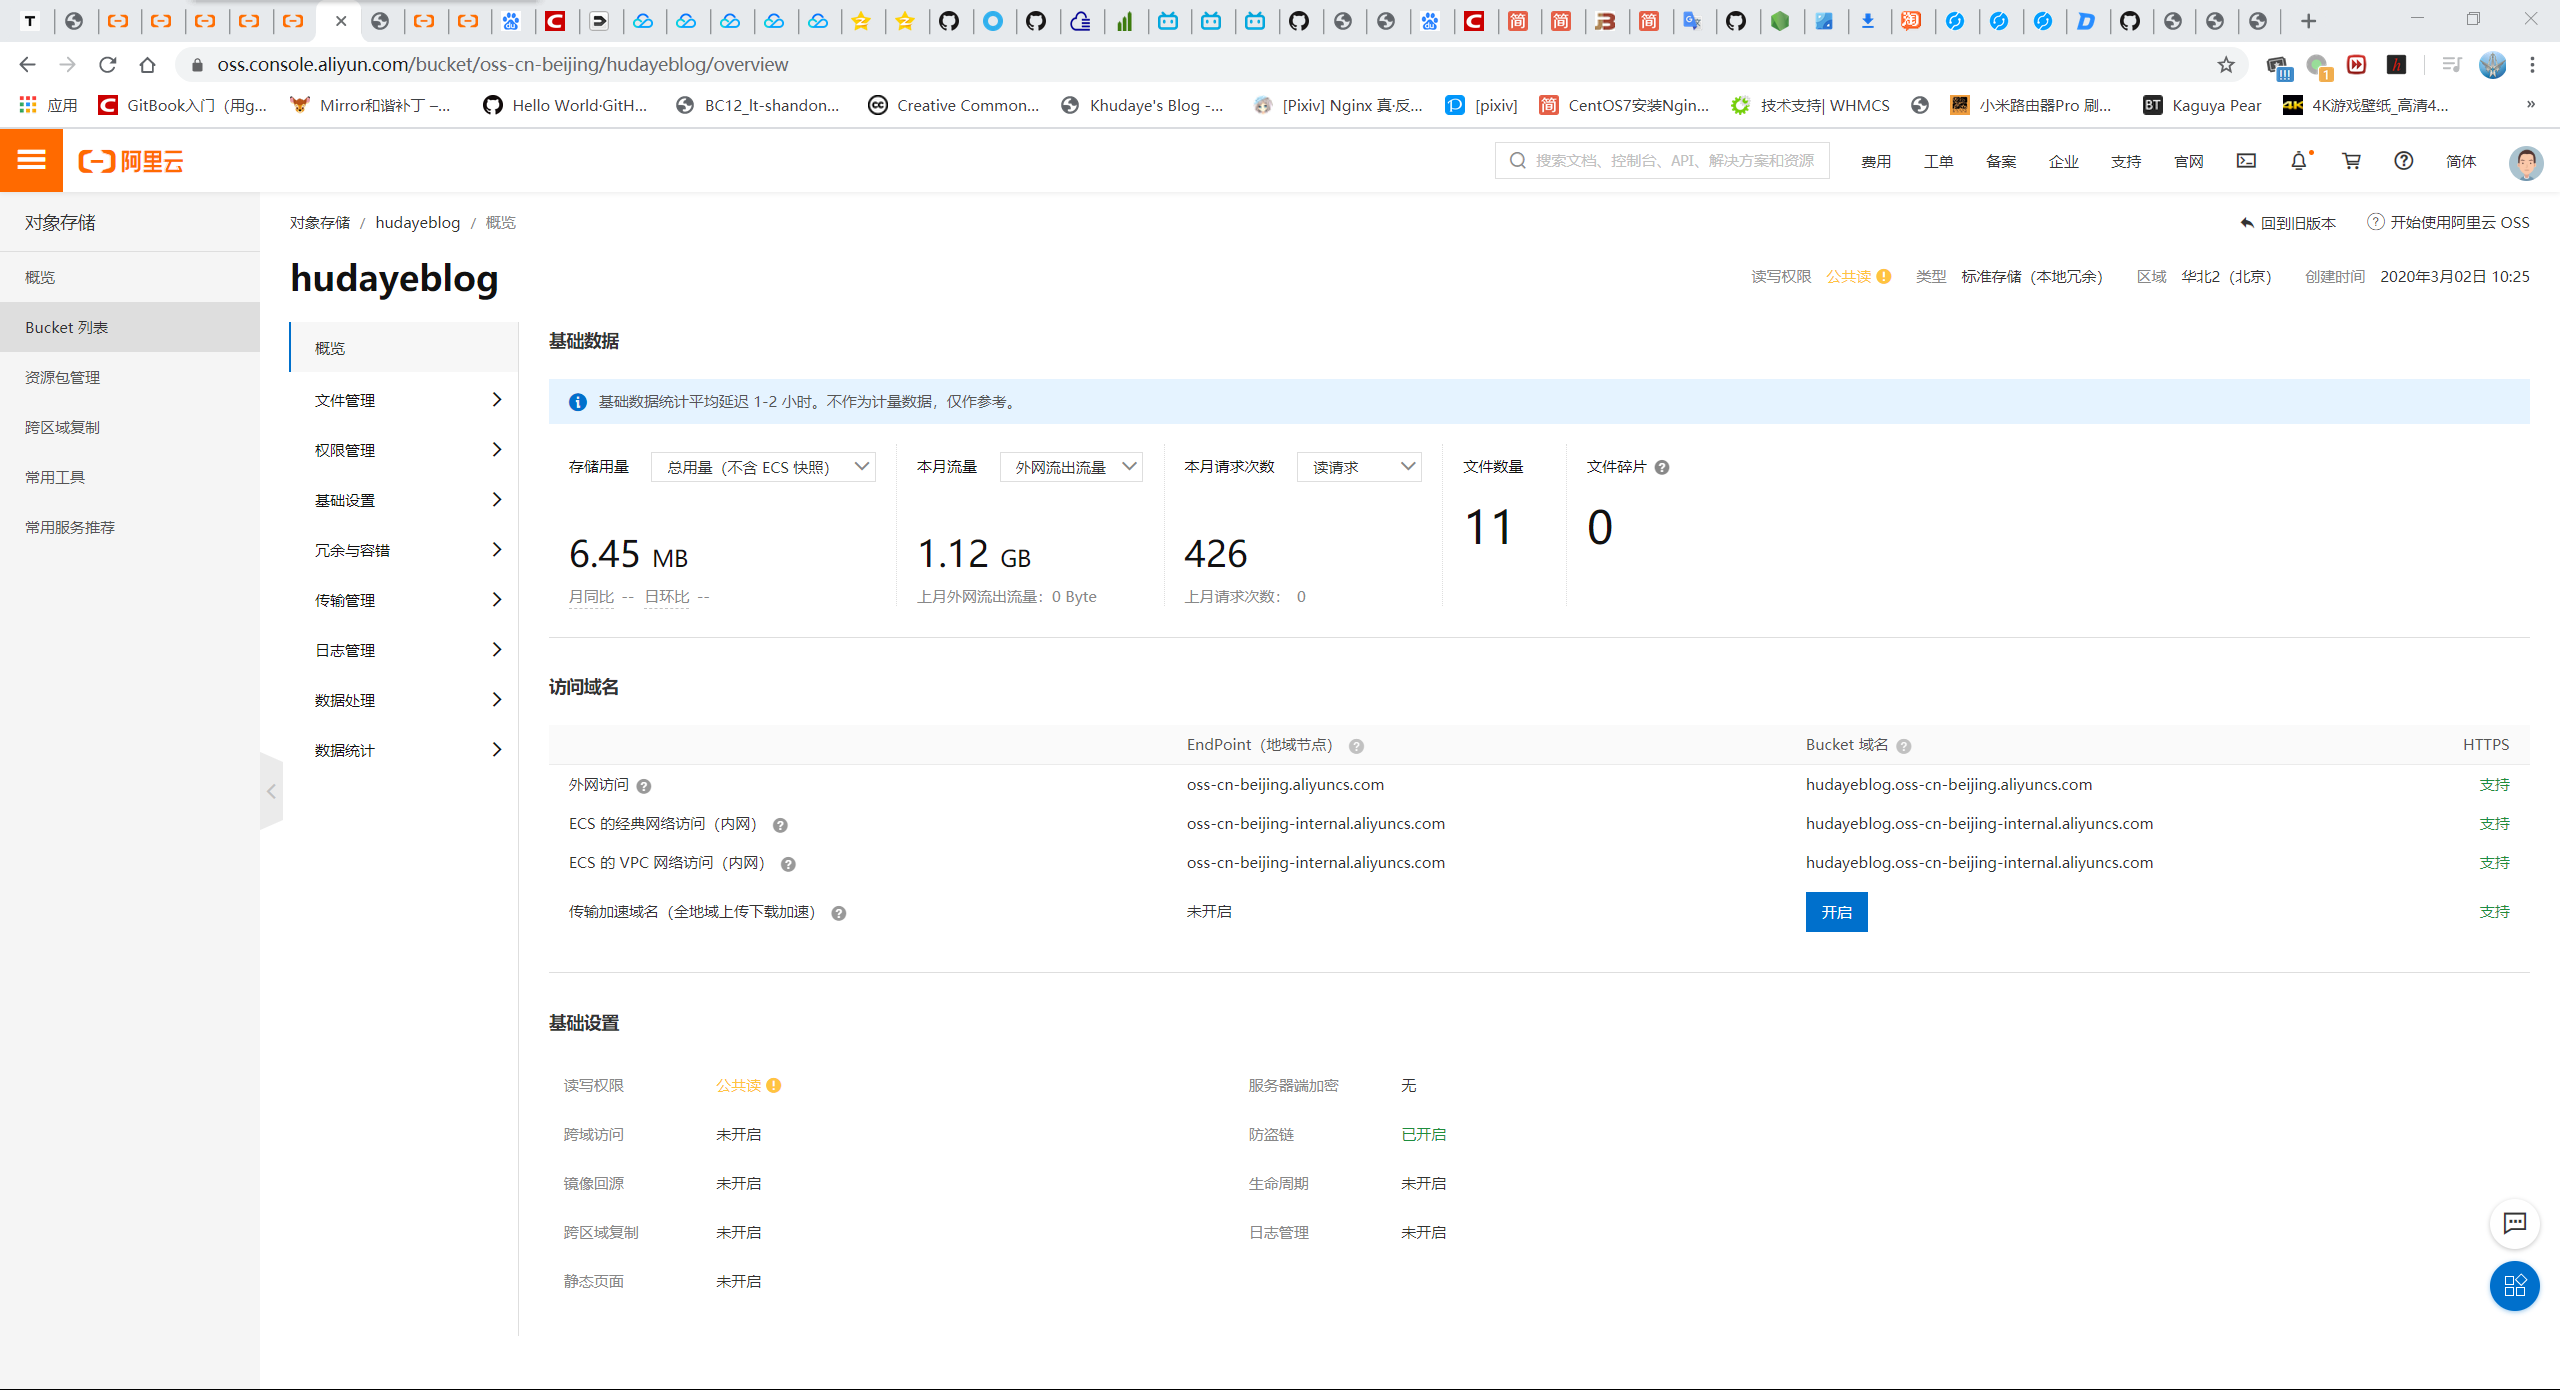 oss.console.aliyun.com/bucket/oss-cn-beijing/hudayeblog/overview
应用 GitBook入门（用g... Mirror和谐补丁 –... Hello World·GitH... BC12_lt-shandon... Creative Common... Khudaye's Blog -... [Pixiv] Nginx 真·反... [pixiv] CentOS7安装Ngin... 技术支持| WHMCS 小米路由器Pro 刷... Kaguya Pear 4K游戏壁纸_高清4... »
阿里云 搜索文档、控制台、API、解决方案和资源 费用 工单 备案 企业 支持 官网 简体
对象存储
概览
Bucket 列表
资源包管理
跨区域复制
常用工具
常用服务推荐
对象存储 / hudayeblog / 概览 回到旧版本 开始使用阿里云 OSS
hudayeblog 读写权限 公共读 类型 标准存储（本地冗余） 区域 华北2（北京） 创建时间 2020年3月02日 10:25
概览
文件管理
权限管理
基础设置
冗余与容错
传输管理
日志管理
数据处理
数据统计
基础数据
基础数据统计平均延迟 1-2 小时。不作为计量数据，仅作参考。
存储用量 总用量（不含 ECS 快照） 本月流量 外网流出流量 本月请求次数 读请求 文件数量 文件碎片
6.45 MB 1.12 GB 426 11 0
月同比 -- 日环比 -- 上月外网流出流量：0 Byte 上月请求次数： 0
访问域名
EndPoint（地域节点） Bucket 域名 HTTPS
外网访问 oss-cn-beijing.aliyuncs.com hudayeblog.oss-cn-beijing.aliyuncs.com 支持
ECS 的经典网络访问（内网） oss-cn-beijing-internal.aliyuncs.com hudayeblog.oss-cn-beijing-internal.aliyuncs.com 支持
ECS 的 VPC 网络访问（内网） oss-cn-beijing-internal.aliyuncs.com hudayeblog.oss-cn-beijing-internal.aliyuncs.com 支持
传输加速域名（全地域上传下载加速） 未开启 开启 支持
基础设置
读写权限 公共读 服务器端加密 无
跨域访问 未开启 防盗链 已开启
镜像回源 未开启 生命周期 未开启
跨区域复制 未开启 日志管理 未开启
静态页面 未开启